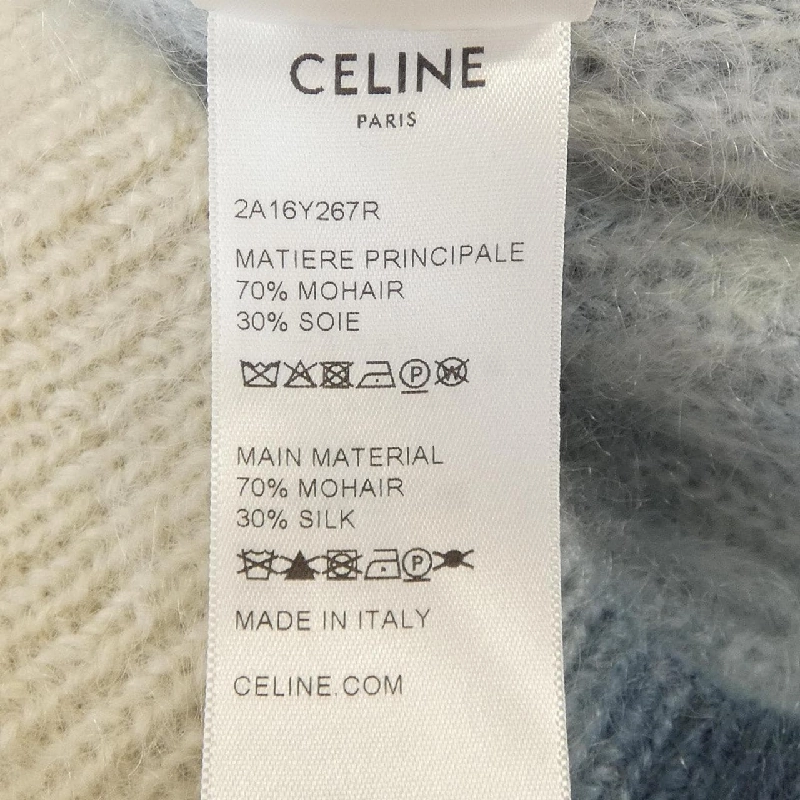 CELINE
PARIS
2A16Y267R
MATIERE PRINCIPALE
70% MOHAIR
30% SOIE
P W
MAIN MATERIAL
70% MOHAIR
30% SILK
P
MADE IN ITALY
CELINE.COM